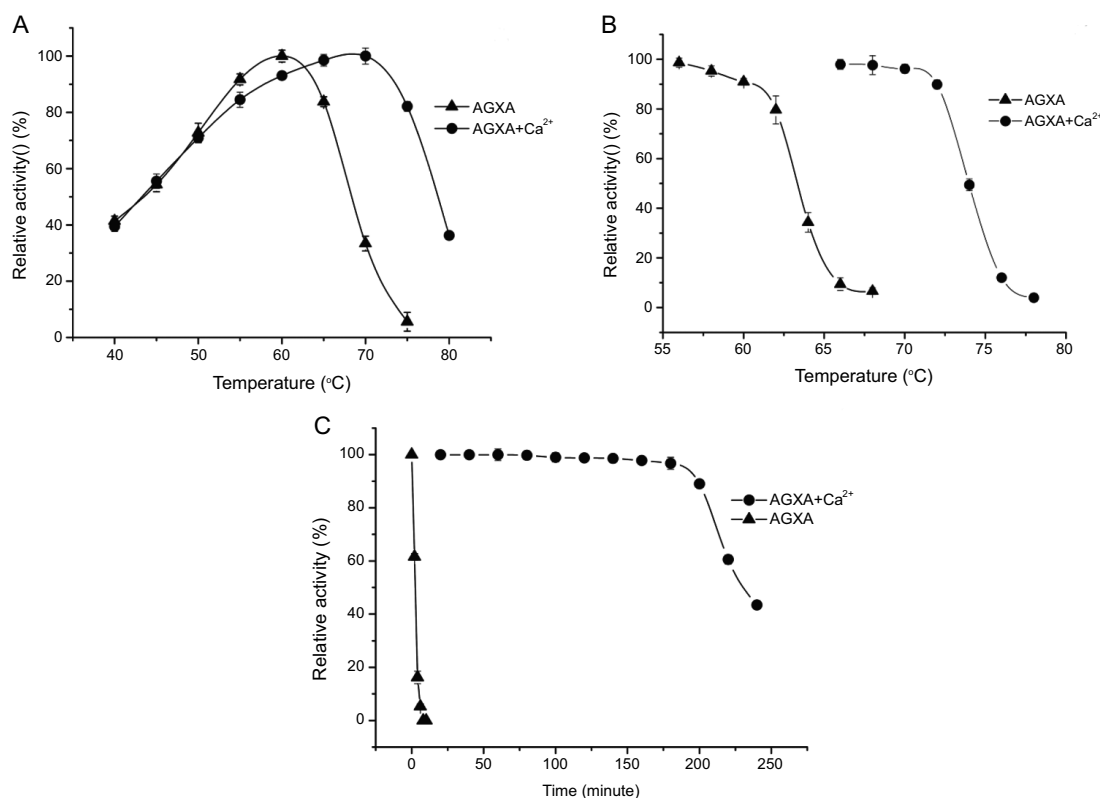 A
100
80
60
40
20
0
Relative activity() (%)
40 50 60 70 80
Temperature (°C)
AGXA
AGXA+Ca²⁺
B
100
80
60
40
20
0
Relative activity() (%)
55 60 65 70 75 80
Temperature (°C)
AGXA
AGXA+Ca²⁺
C
100
80
60
40
20
0
Relative activity (%)
0 50 100 150 200 250
Time (minute)
AGXA+Ca²⁺
AGXA